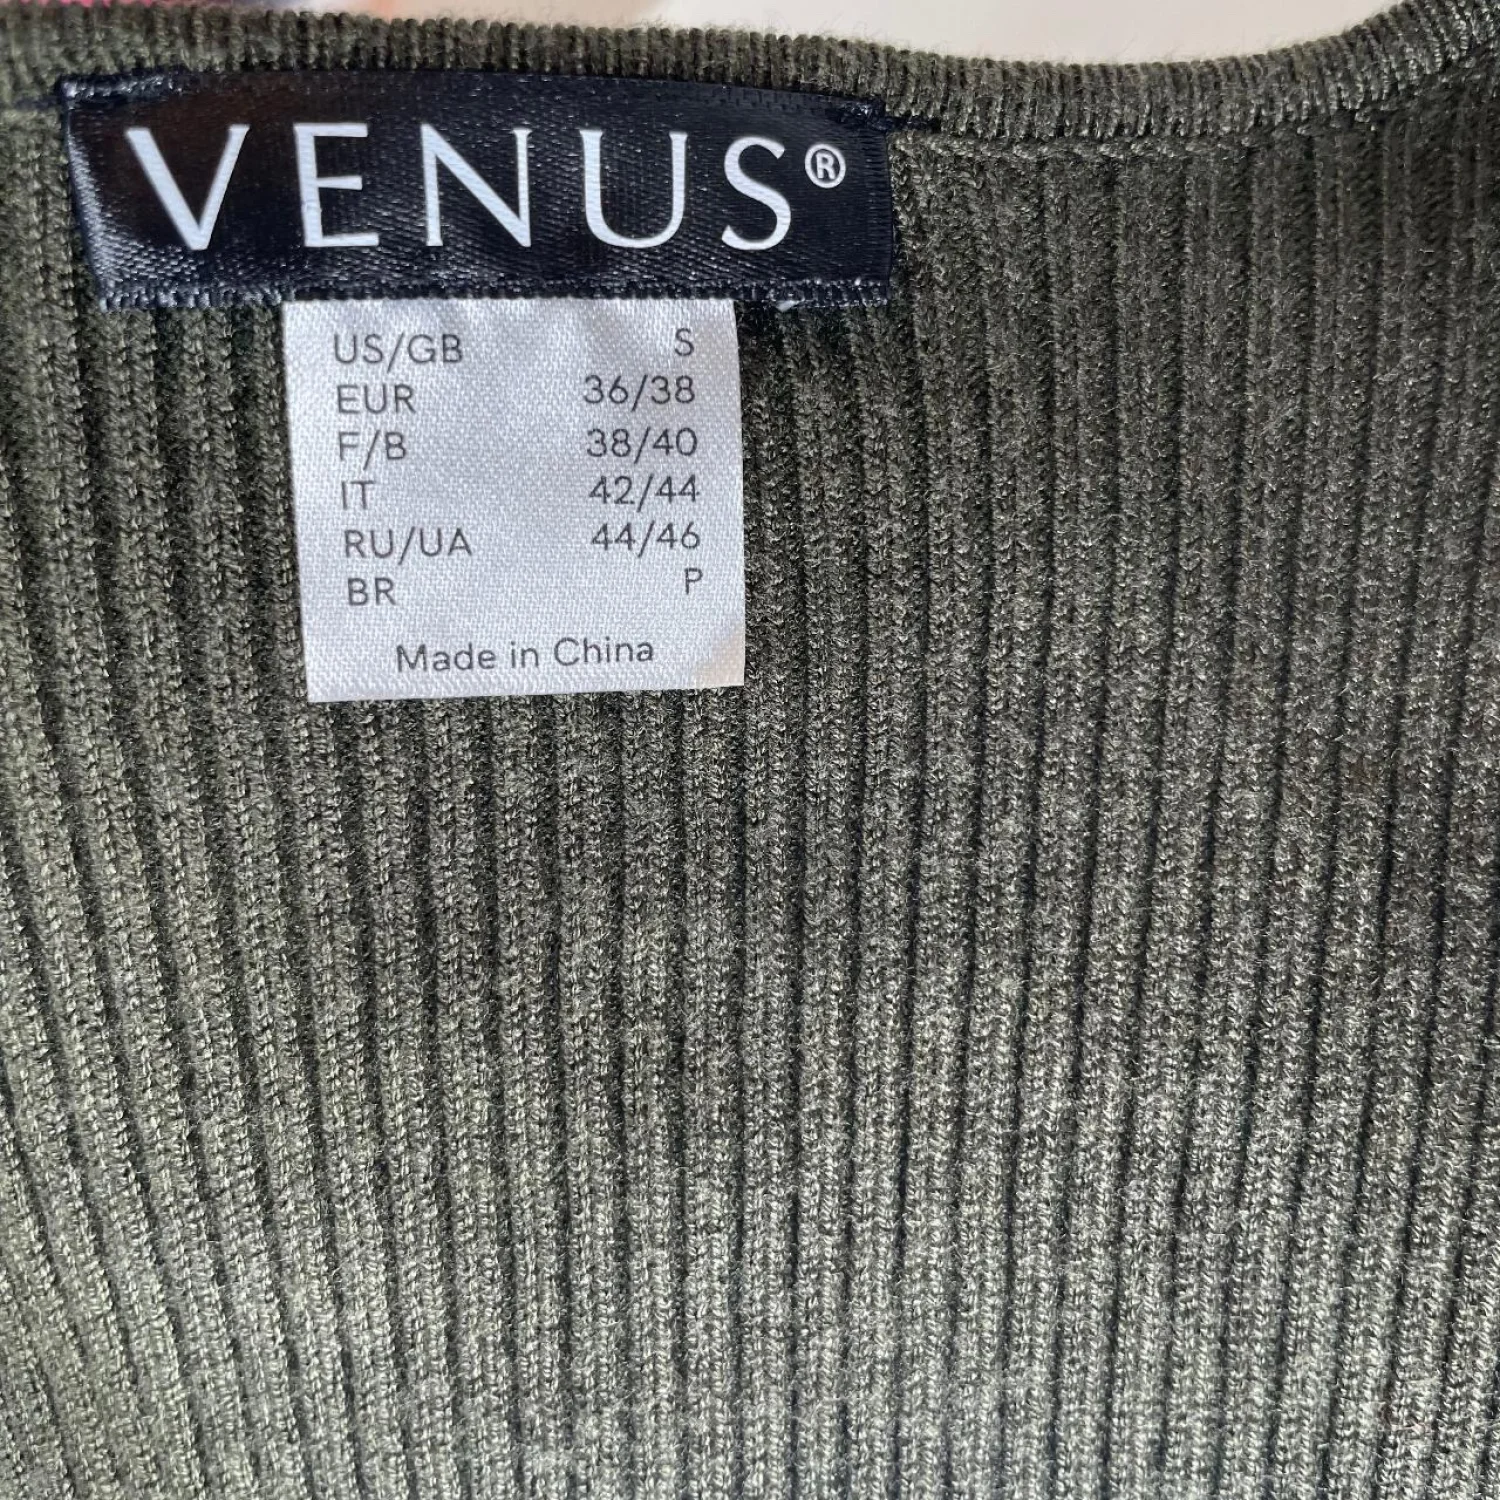 VENUS®
US/GB S
EUR 36/38
F/B 38/40
IT 42/44
RU/UA 44/46
BR P
Made in China